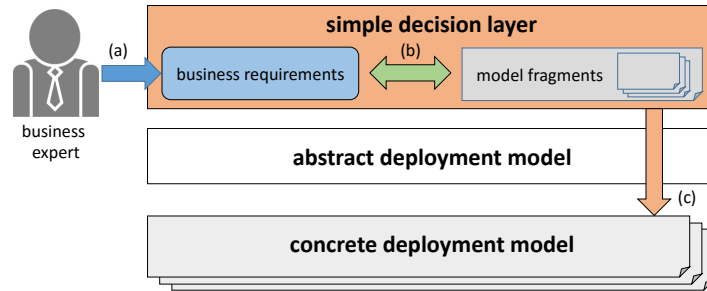 simple decision layer
(a)
(b)
business requirements
model fragments
business
expert
abstract deployment model
(c)
concrete deployment model